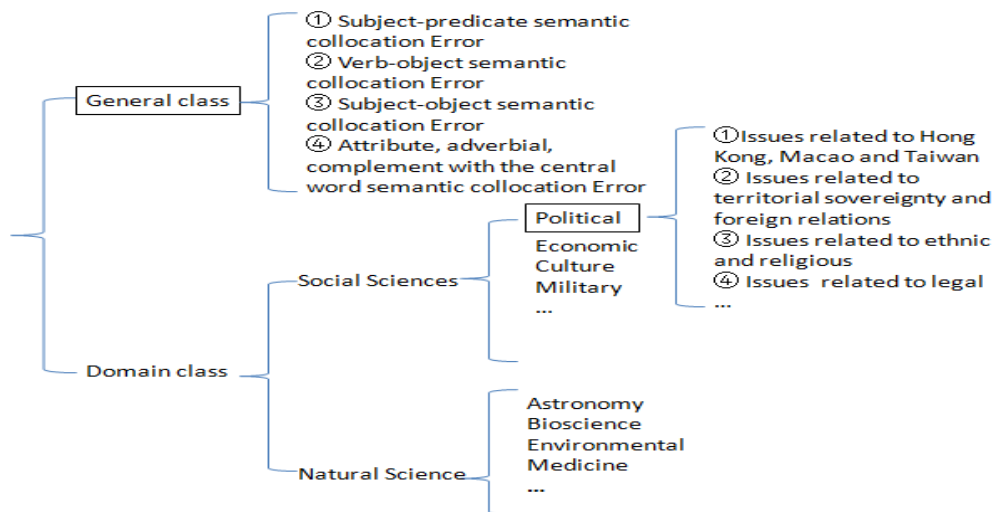 General class
① Subject-predicate semantic
collocation Error
② Verb-object semantic
collocation Error
③ Subject-object semantic
collocation Error
④ Attribute, adverbial,
complement with the central
word semantic collocation Error
Domain class
Social Sciences
Political
Economic
Culture
Military
...
①Issues related to Hong
Kong, Macao and Taiwan
② Issues related to
territorial sovereignty and
foreign relations
③ Issues related to ethnic
and religious
④ Issues  related to legal
...
Natural Science
Astronomy
Bioscience
Environmental
Medicine
...